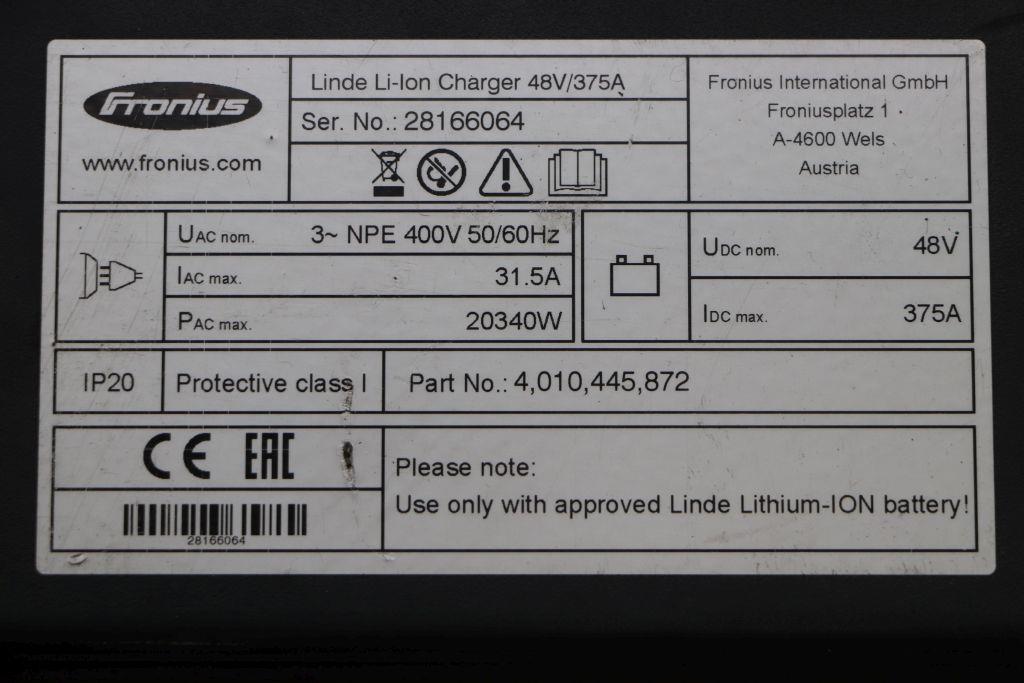 Fronius
www.fronius.com
Linde Li-Ion Charger 48V/375A
Ser. No.: 28166064
Fronius International GmbH
Froniusplatz 1
A-4600 Wels
Austria
UAC nom. 3~ NPE 400V 50/60Hz
IAC max. 31.5A
PAC max. 20340W
UDC nom. 48V
IDC max. 375A
IP20
Protective class I
Part No.: 4,010,445,872
CE EAC
28166064
Please note:
Use only with approved Linde Lithium-ION battery!